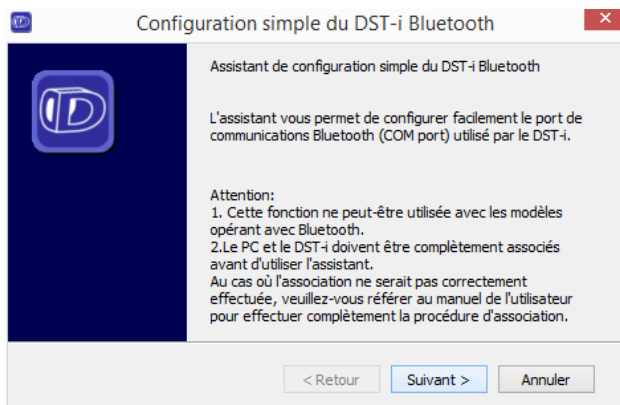 Configuration simple du DST-i Bluetooth
Assistant de configuration simple du DST-i Bluetooth
L'assistant vous permet de configurer facilement le port de
communications Bluetooth (COM port) utilisé par le DST-i.
Attention:
1. Cette fonction ne peut-être utilisée avec les modèles
opérant avec Bluetooth.
2.Le PC et le DST-i doivent être complètement associés
avant d'utiliser l'assistant.
Au cas où l'association ne serait pas correctement
effectuée, veuillez-vous référer au manuel de l'utilisateur
pour effectuer complètement la procédure d'association.
< Retour
Suivant >
Annuler